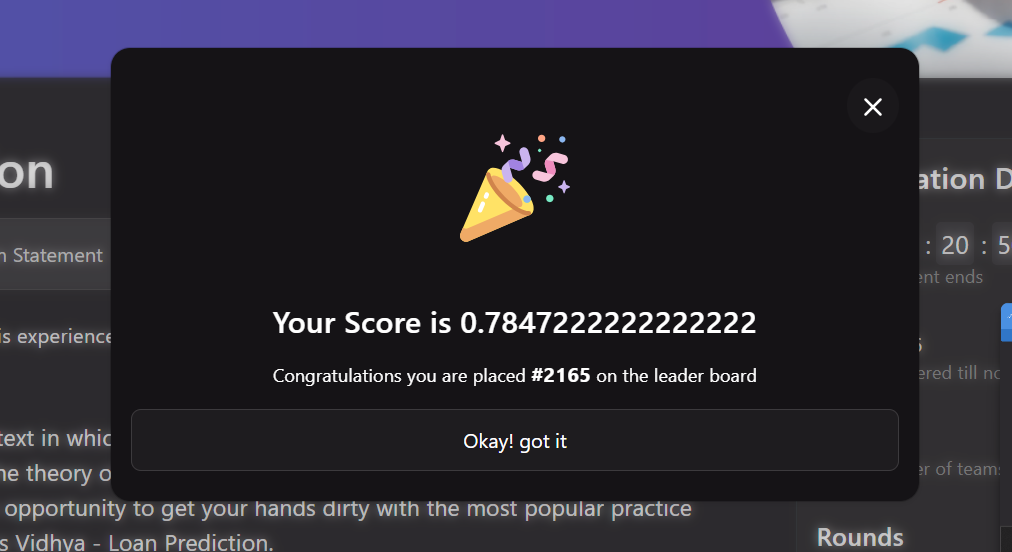 on
ation D
n Statement
: 20 : 5
ent ends
Your Score is 0.7847222222222222
is experience
Congratulations you are placed #2165 on the leader board
ered till no
Okay! got it
text in whic
he theory o
er of teams
opportunity to get your hands dirty with the most popular practice
s Vidhya - Loan Prediction.
Rounds